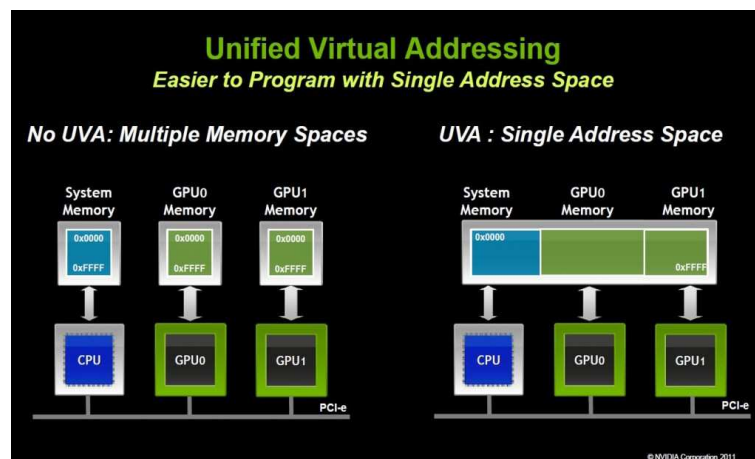 Unified Virtual Addressing
Easier to Program with Single Address Space
No UVA: Multiple Memory Spaces
UVA : Single Address Space
System Memory
GPU0 Memory
GPU1 Memory
0x0000
0xFFFF
0x0000
0xFFFF
0x0000
0xFFFF
CPU
GPU0
GPU1
PCI-e
System Memory
GPU0 Memory
GPU1 Memory
0x0000
0xFFFF
CPU
GPU0
GPU1
PCI-e
© NVIDIA Corporation 2011